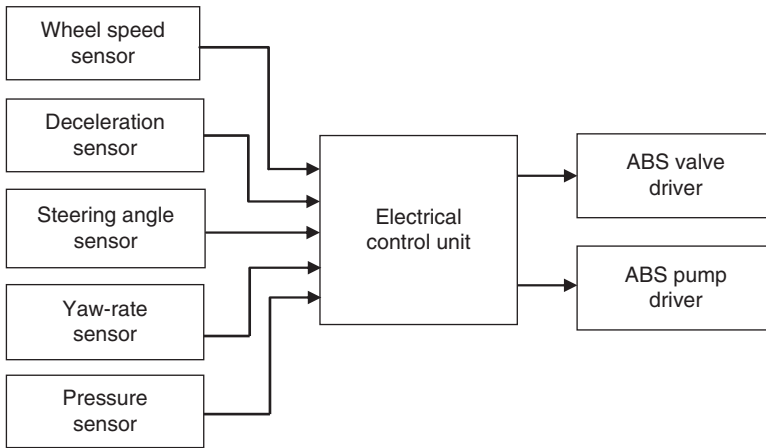 Wheel speed
sensor
Deceleration
sensor
Steering angle
sensor
Yaw-rate
sensor
Pressure
sensor
Electrical
control unit
ABS valve
driver
ABS pump
driver